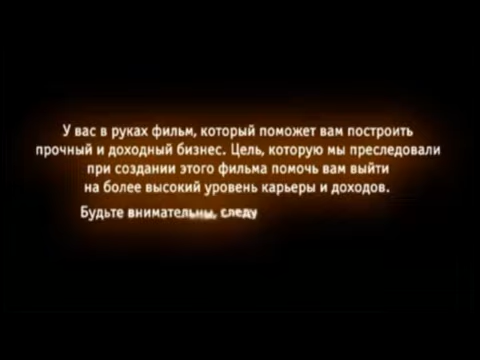 У вас в руках фильм, который поможет вам построить
прочный и доходный бизнес. Цель, которую мы преследовали
при создании этого фильма помочь вам выйти
на более высокий уровень карьеры и доходов.
Будьте внимательны, следу